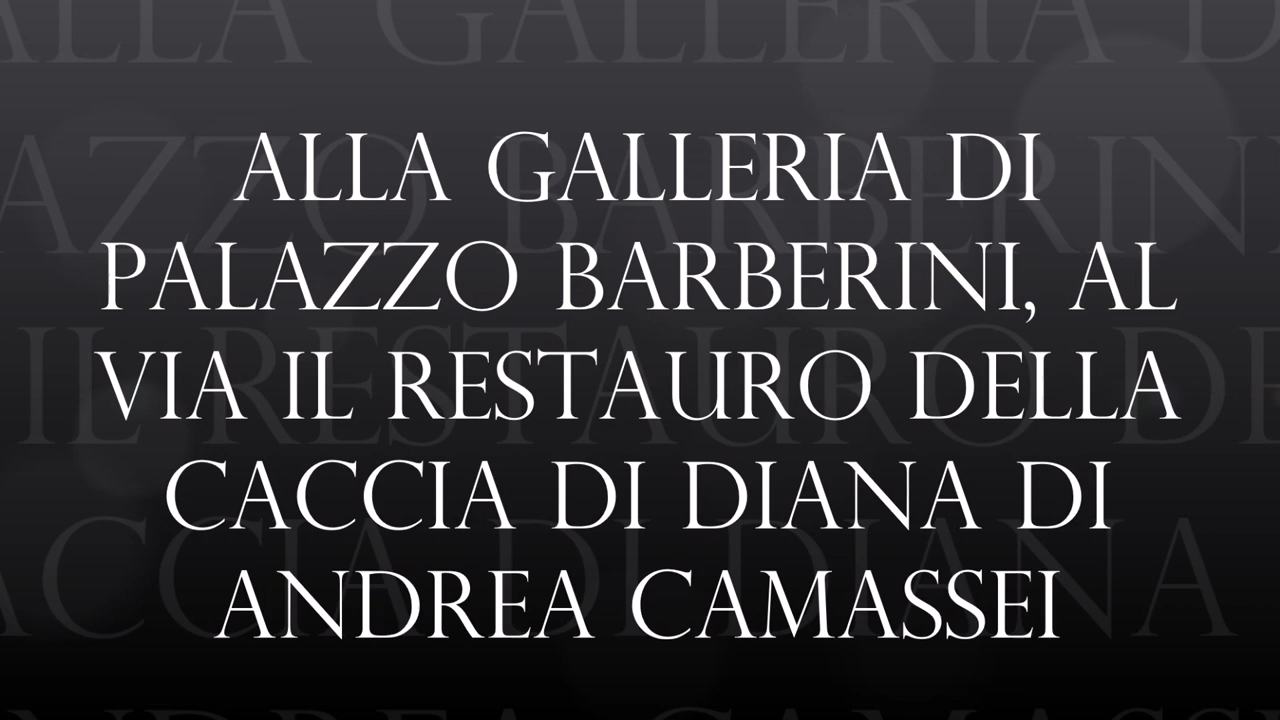 ALLA GALLERIA DI
PALAZZO BARBERINI, AL
VIA IL RESTAURO DELLA
CACCIA DI DIANA DI
ANDREA CAMASSEI